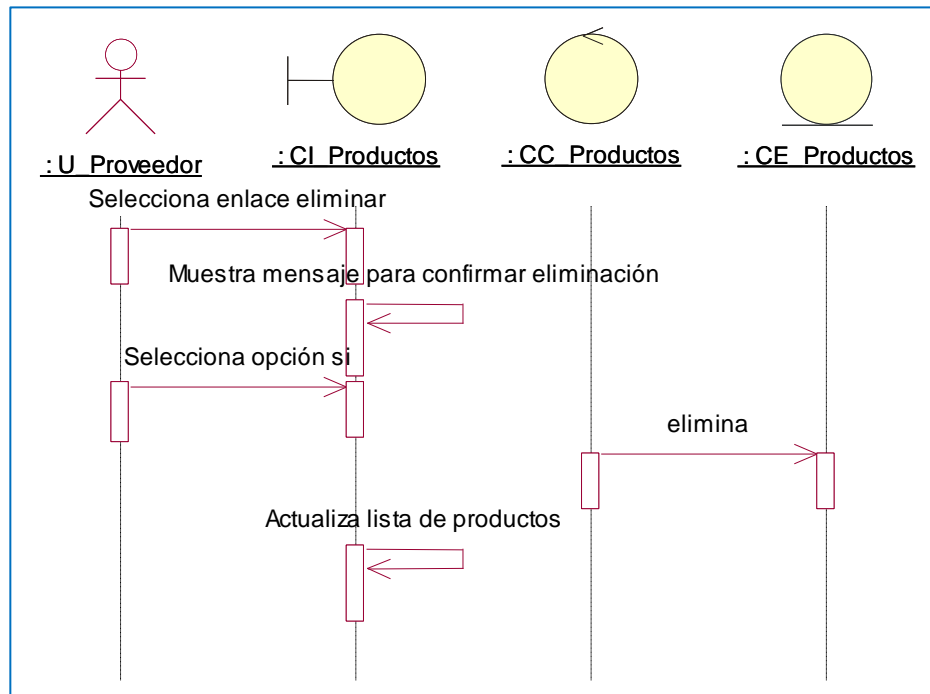 : U_Proveedor
: CI_Productos
: CC_Productos
: CE_Productos
Selecciona enlace eliminar
Muestra mensaje para confirmar eliminación
Selecciona opción si
elimina
Actualiza lista de productos